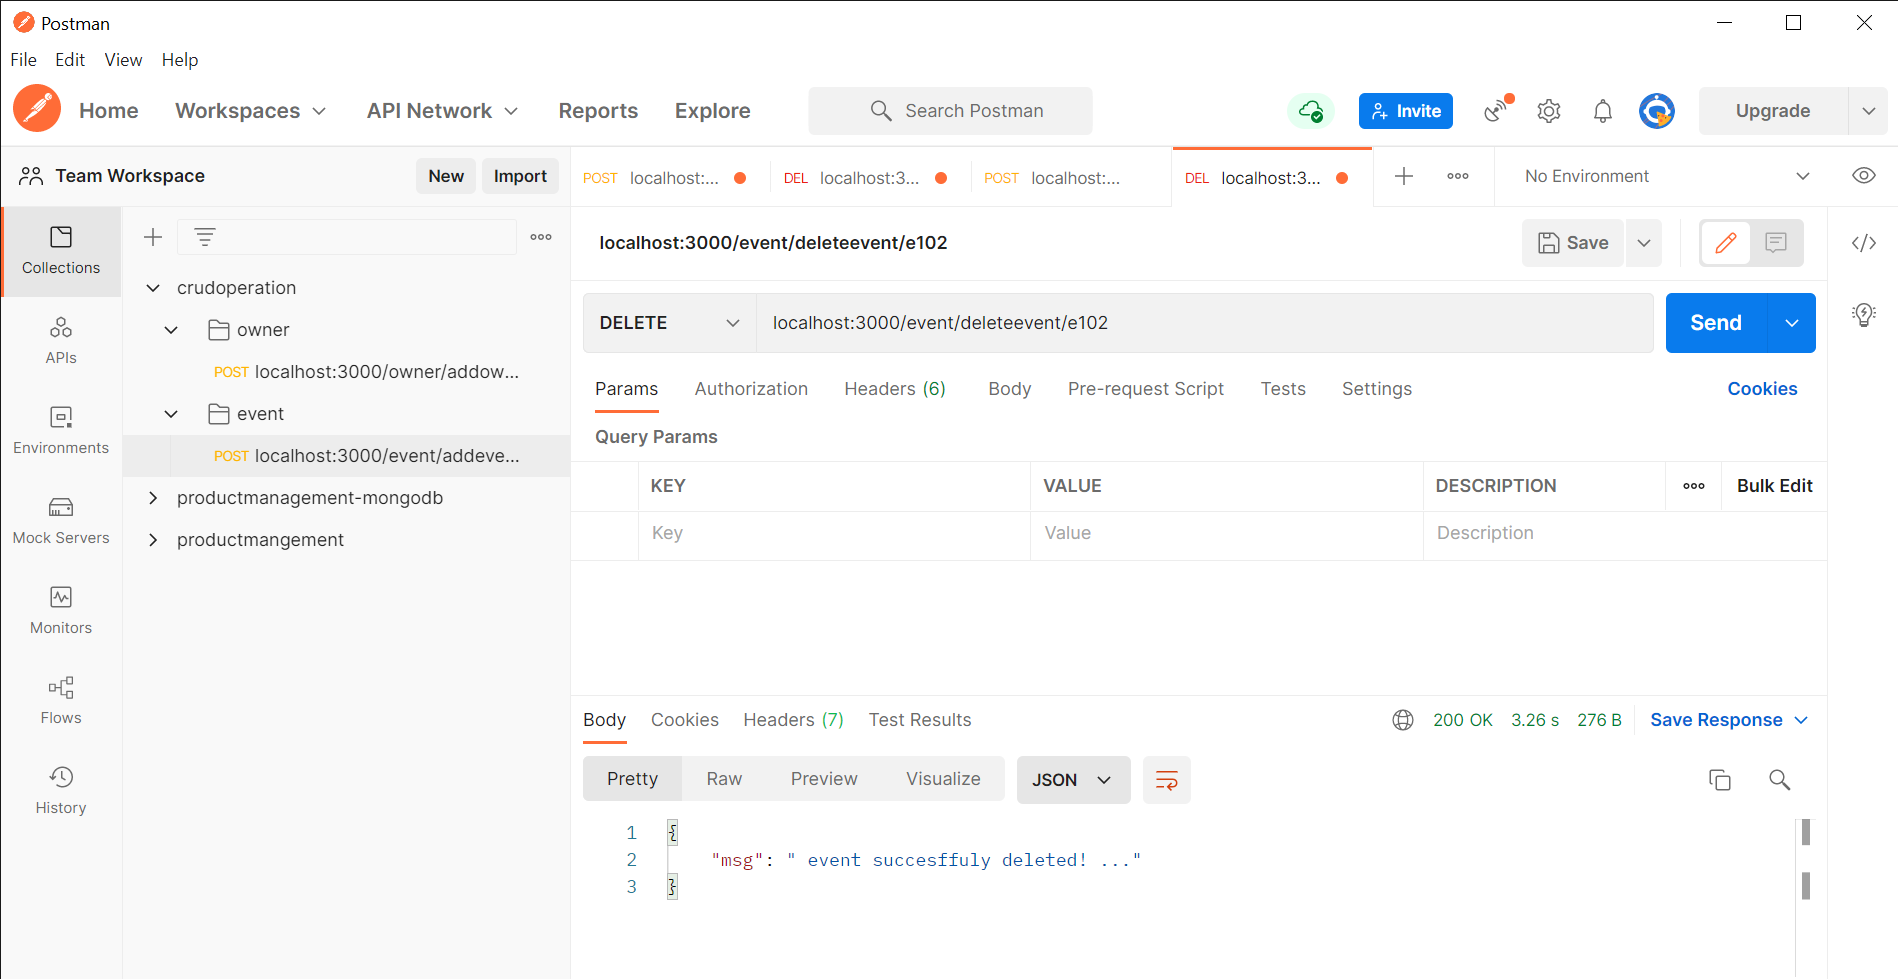 Postman
File Edit View Help
Home Workspaces API Network Reports Explore Search Postman Invite Upgrade
Team Workspace New Import
POST localhost:... DEL localhost:3... POST localhost:... DEL localhost:3... No Environment
localhost:3000/event/deleteevent/e102 Save
Collections
APIs
Environments
Mock Servers
Monitors
Flows
History
crudoperation
owner
POST localhost:3000/owner/addow...
event
POST localhost:3000/event/addeve...
productmanagement-mongodb
productmangement
DELETE localhost:3000/event/deleteevent/e102 Send
Params Authorization Headers (6) Body Pre-request Script Tests Settings Cookies
Query Params
KEY VALUE DESCRIPTION Bulk Edit
Key Value Description
Body Cookies Headers (7) Test Results 200 OK 3.26 s 276 B Save Response
Pretty Raw Preview Visualize JSON
1 {
2 "msg": " event succesffuly deleted! ..."
3 }